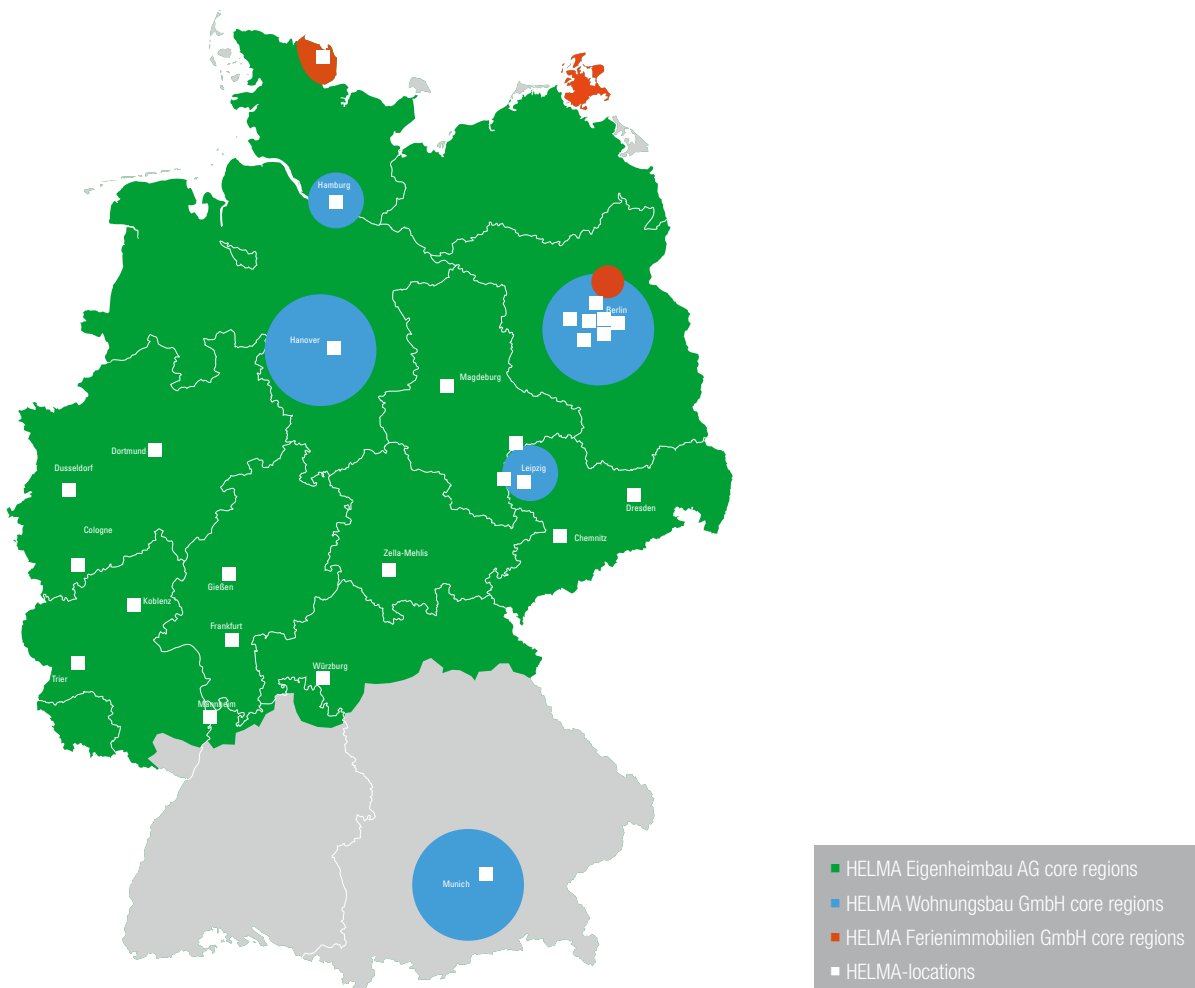 Hamburg
Berlin
Hanover
Magdeburg
Dortmund
Dusseldorf
Leipzig
Dresden
Cologne
Chemnitz
Zella-Mehlis
Gießen
Koblenz
Frankfurt
Würzburg
Trier
Mannheim
Munich
HELMA Eigenheimbau AG core regions
HELMA Wohnungsbau GmbH core regions
HELMA Ferienimmobilien GmbH core regions
HELMA-locations